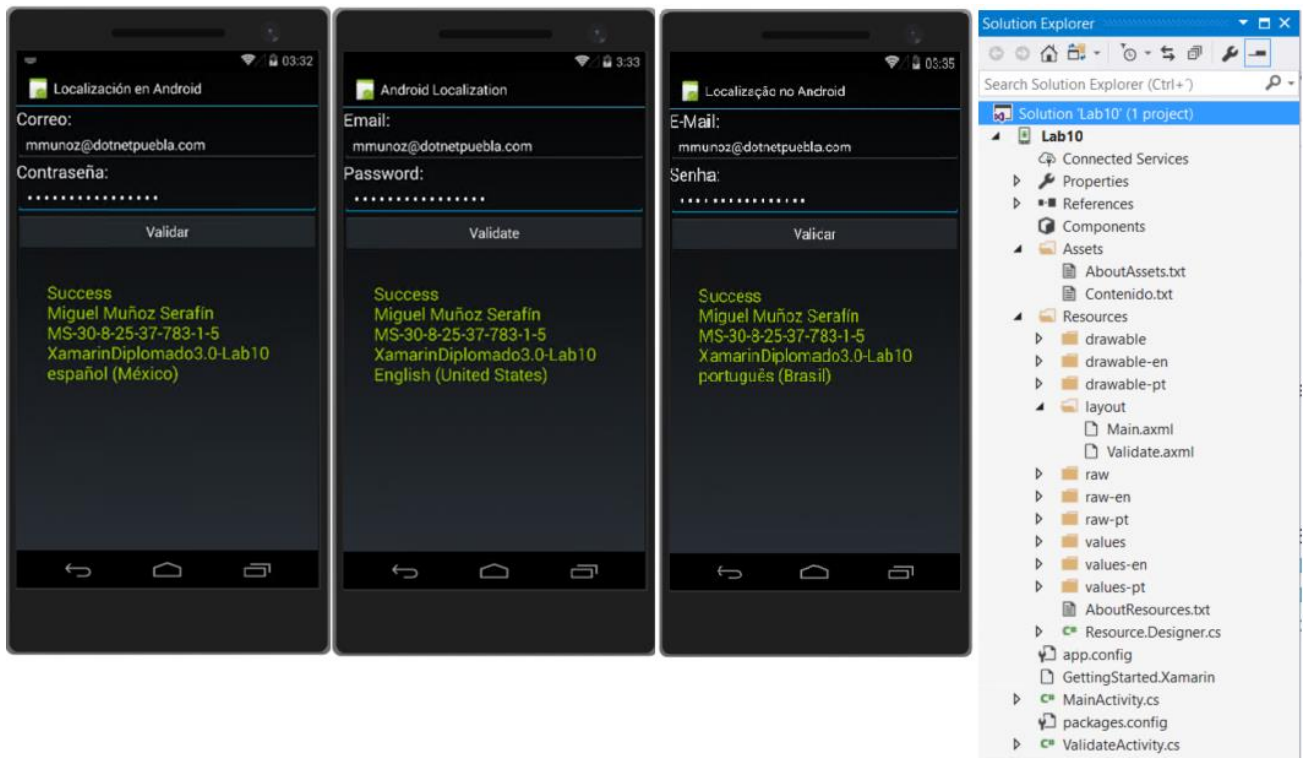 03:32
Localización en Android
Correo:
mmunoz@dotnetpuebla.com
Contraseña:
Validar
Success
Miguel Muñoz Serafín
MS-30-8-25-37-783-1-5
XamarinDiplomado3.0-Lab10
español (México)
3:33
Android Localization
Email:
mmunoz@dotnetpuebla.com
Password:
Validate
Success
Miguel Muñoz Serafín
MS-30-8-25-37-783-1-5
XamarinDiplomado3.0-Lab10
English (United States)
03:35
Localização no Android
E-Mail:
mmunoz@dotnetpuebla.com
Senha:
Validar
Success
Miguel Muñoz Serafín
MS-30-8-25-37-783-1-5
XamarinDiplomado3.0-Lab10
português (Brasil)
Solution Explorer
Search Solution Explorer (Ctrl+¨)
Solution 'Lab10' (1 project)
Lab10
Connected Services
Properties
References
Components
Assets
AboutAssets.txt
Contenido.txt
Resources
drawable
drawable-en
drawable-pt
layout
Main.axml
Validate.axml
raw
raw-en
raw-pt
values
values-en
values-pt
AboutResources.txt
C# Resource.Designer.cs
app.config
GettingStarted.Xamarin
C# MainActivity.cs
packages.config
C# ValidateActivity.cs